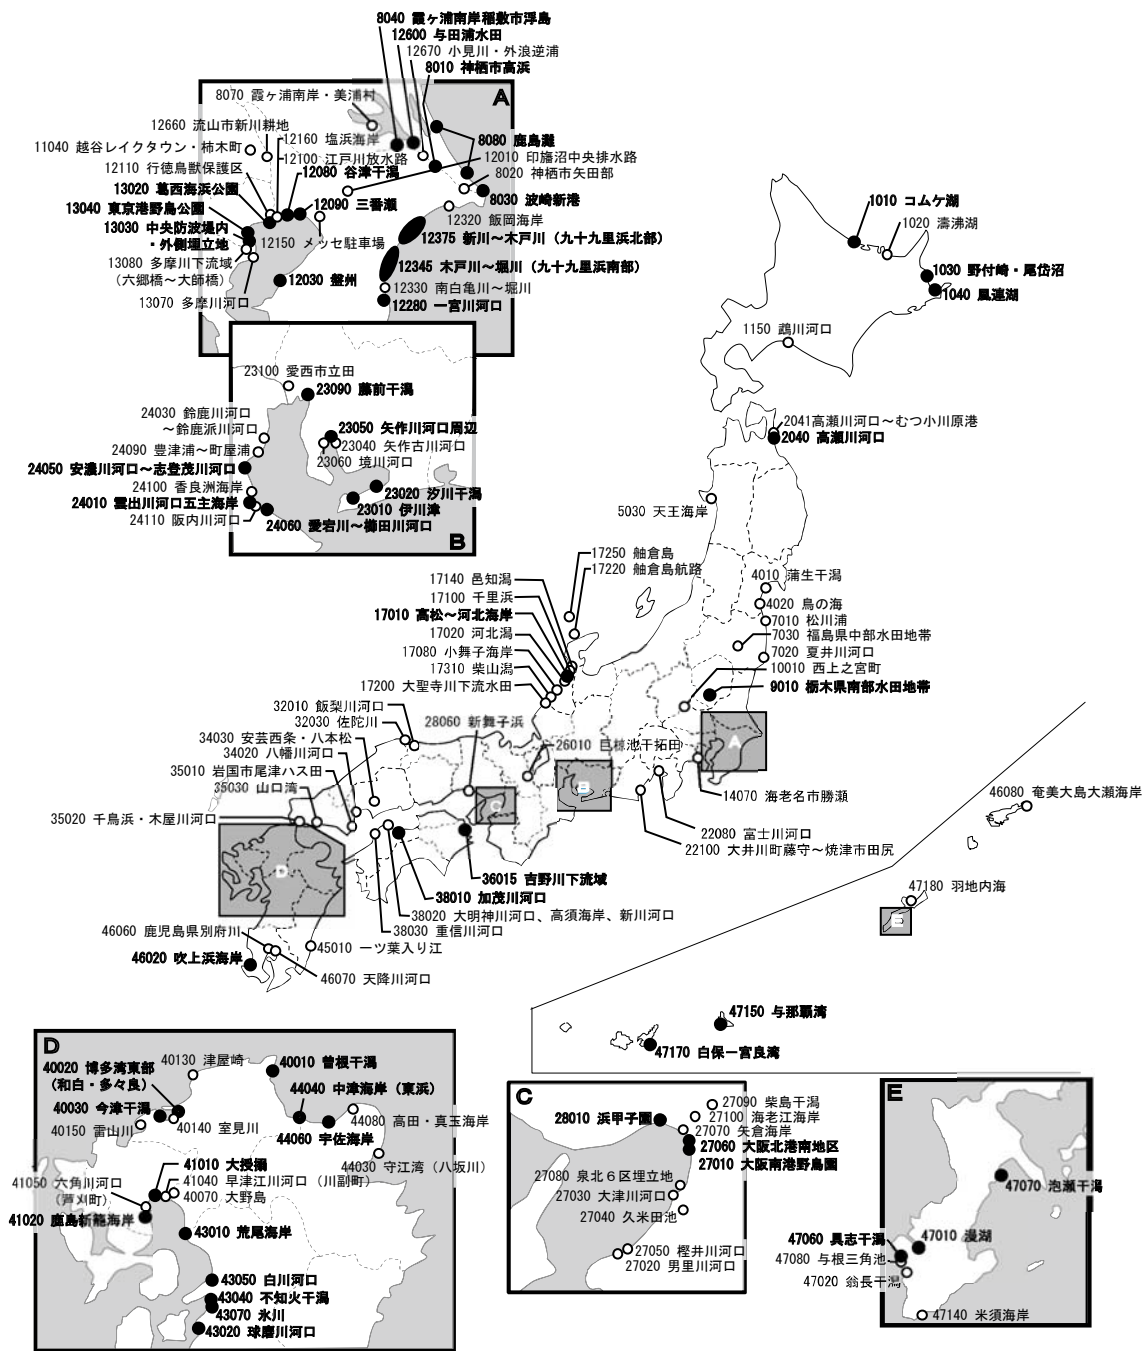 8040 霞ヶ浦南岸稲敷市浮島
12600 与田浦水田
12670 小見川・外浪逆浦
8010 神栖市高浜
A
8070 霞ヶ浦南岸・美浦村
12660 流山市新川耕地
11040 越谷レイクタウン・柿木町
12160 塩浜海岸
12110 行徳鳥獣保護区
12100 江戸川放水路
12080 谷津干潟
13020 葛西海浜公園
13040 東京港野鳥公園
12090 三番瀬
13030 中央防波堤内
・外側埋立地
12150 メッセ駐車場
13080 多摩川下流域
（六郷橋～大師橋）
13070 多摩川河口
12030 盤州
8080 鹿島灘
12010 印旛沼中央排水路
8020 神栖市矢田部
8030 波崎新港
12320 飯岡海岸
12375 新川～木戸川（九十九里浜北部）
12345 木戸川～堀川（九十九里浜南部）
12330 南白亀川～堀川
12280 一宮川河口
23100 愛西市立田
23090 藤前干潟
24030 鈴鹿川河口
～鈴鹿派川河口
23050 矢作川河口周辺
24090 豊津浦～町屋浦
23040 矢作古川河口
23060 境川河口
24050 安濃川河口～志登茂川河口
24100 香良洲海岸
23020 汐川干潟
24010 雲出川河口五主海岸
23010 伊川津
24110 阪内川河口
24060 愛宕川～櫛田川河口
B
1010 コムケ湖
1020 濤沸湖
1030 野付崎・尾岱沼
1040 風連湖
1150 鵡川河口
2041高瀬川河口～むつ小川原港
2040 高瀬川河口
5030 天王海岸
17250 舳倉島
17220 舳倉島航路
17140 邑知潟
17100 千里浜
17010 高松～河北海岸
17020 河北潟
17080 小舞子海岸
17310 柴山潟
17200 大聖寺川下流水田
4010 蒲生干潟
4020 鳥の海
7010 松川浦
7030 福島県中部水田地帯
7020 夏井川河口
10010 西上之宮町
9010 栃木県南部水田地帯
32010 飯梨川河口
32030 佐陀川
28060 新舞子浜
34030 安芸西条・八本松
34020 八幡川河口
26010 巨椋池干拓田
35010 岩国市尾津ハス田
35030 山口湾
35020 千鳥浜・木屋川河口
A
B
C
D
14070 海老名市勝瀬
22080 富士川河口
22100 大井川町藤守～焼津市田尻
36015 吉野川下流域
38010 加茂川河口
38020 大明神川河口、高須海岸、新川河口
38030 重信川河口
46060 鹿児島県別府川
45010 一ツ葉入り江
46020 吹上浜海岸
46070 天降川河口
46080 奄美大島大瀬海岸
47180 羽地内海
E
47150 与那覇湾
47170 白保－宮良湾
D
40130 津屋崎
40010 曽根干潟
40020 博多湾東部
（和白・多々良）
44040 中津海岸（東浜）
40030 今津干潟
40150 雷山川
40140 室見川
44080 高田・真玉海岸
44060 宇佐海岸
44030 守江湾（八坂川）
41010 大授搦
41050 六角川河口
（芦刈町）
41040 早津江川河口（川副町）
40070 大野島
41020 鹿島新籠海岸
43010 荒尾海岸
43050 白川河口
43040 不知火干潟
43070 氷川
43020 球磨川河口
C
27090 柴島干潟
28010 浜甲子園
27100 海老江海岸
27070 矢倉海岸
27060 大阪北港南地区
27010 大阪南港野鳥園
27080 泉北６区埋立地
27030 大津川河口
27040 久米田池
27050 樫井川河口
27020 男里川河口
E
47070 泡瀬干潟
47060 具志干潟
47010 漫湖
47080 与根三角池
47020 翁長干潟
47140 米須海岸